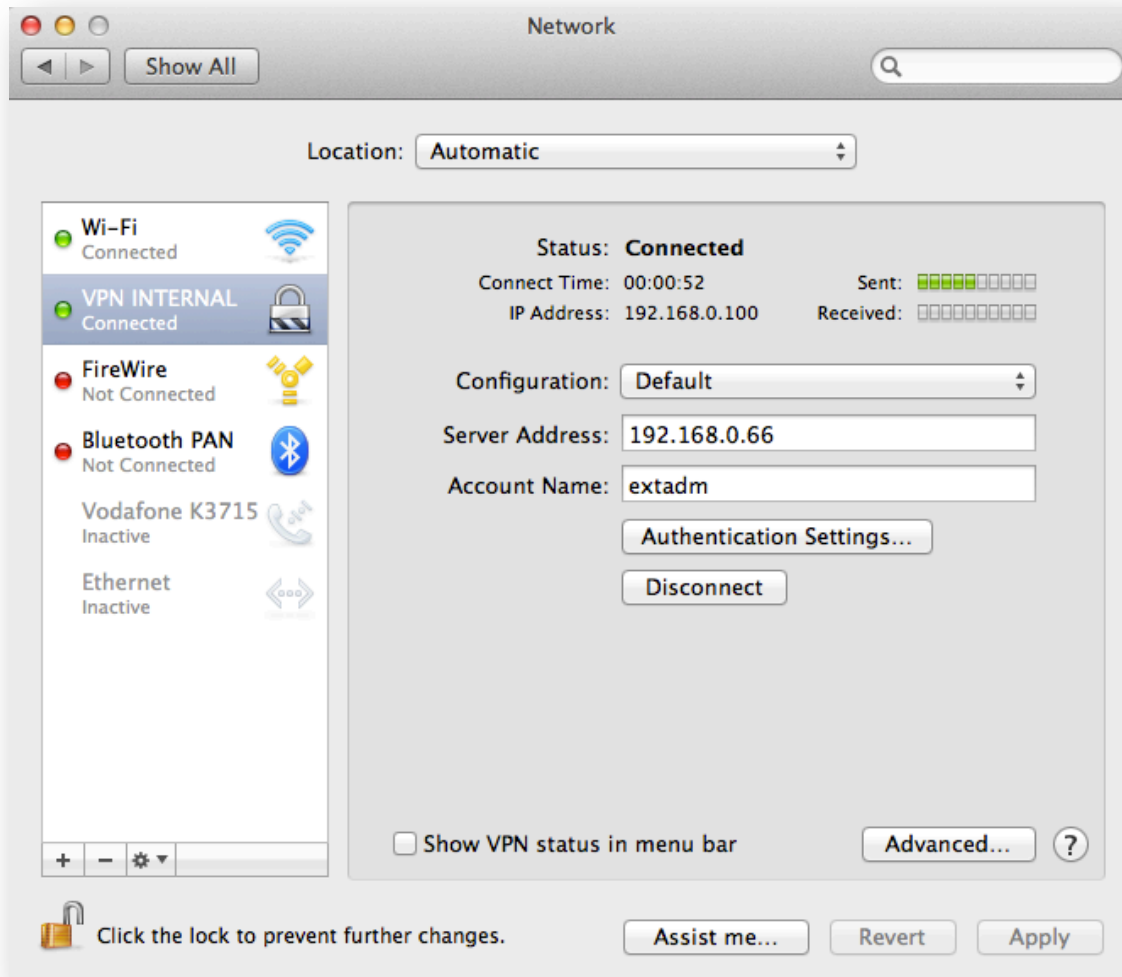 Network
Show All
Location: Automatic
Wi-Fi
Connected
VPN INTERNAL
Connected
FireWire
Not Connected
Bluetooth PAN
Not Connected
Vodafone K3715
Inactive
Ethernet
Inactive
Status: Connected
Connect Time: 00:00:52 Sent:
IP Address: 192.168.0.100 Received:
Configuration: Default
Server Address: 192.168.0.66
Account Name: extadm
Authentication Settings...
Disconnect
Show VPN status in menu bar Advanced... ?
Click the lock to prevent further changes. Assist me... Revert Apply